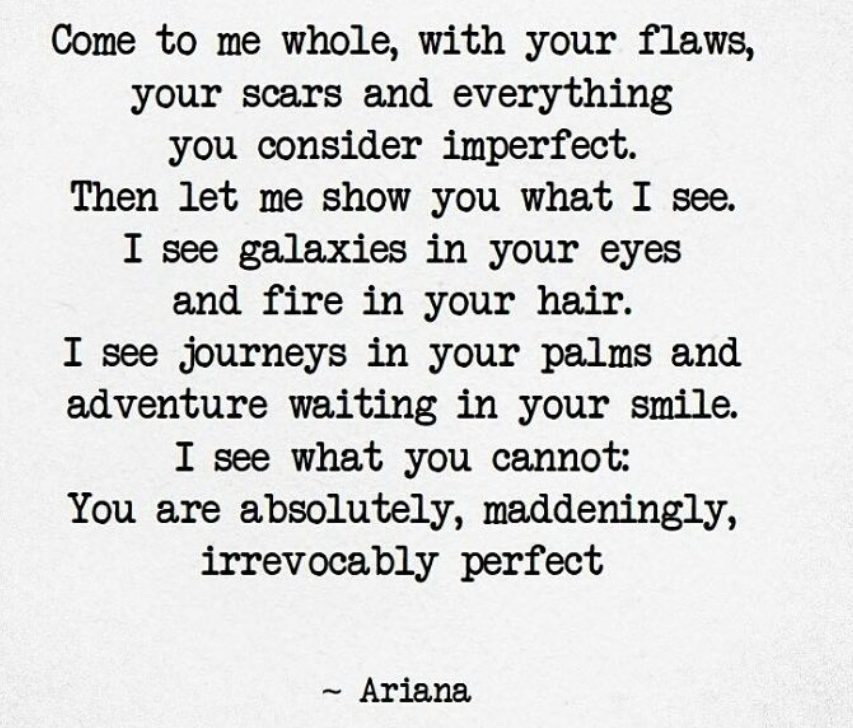 Come to me whole, with your flaws,
your scars and everything
you consider imperfect.
Then let me show you what I see.
I see galaxies in your eyes
and fire in your hair.
I see journeys in your palms and
adventure waiting in your smile.
I see what you cannot:
You are absolutely, maddeningly,
irrevocably perfect
~ Ariana